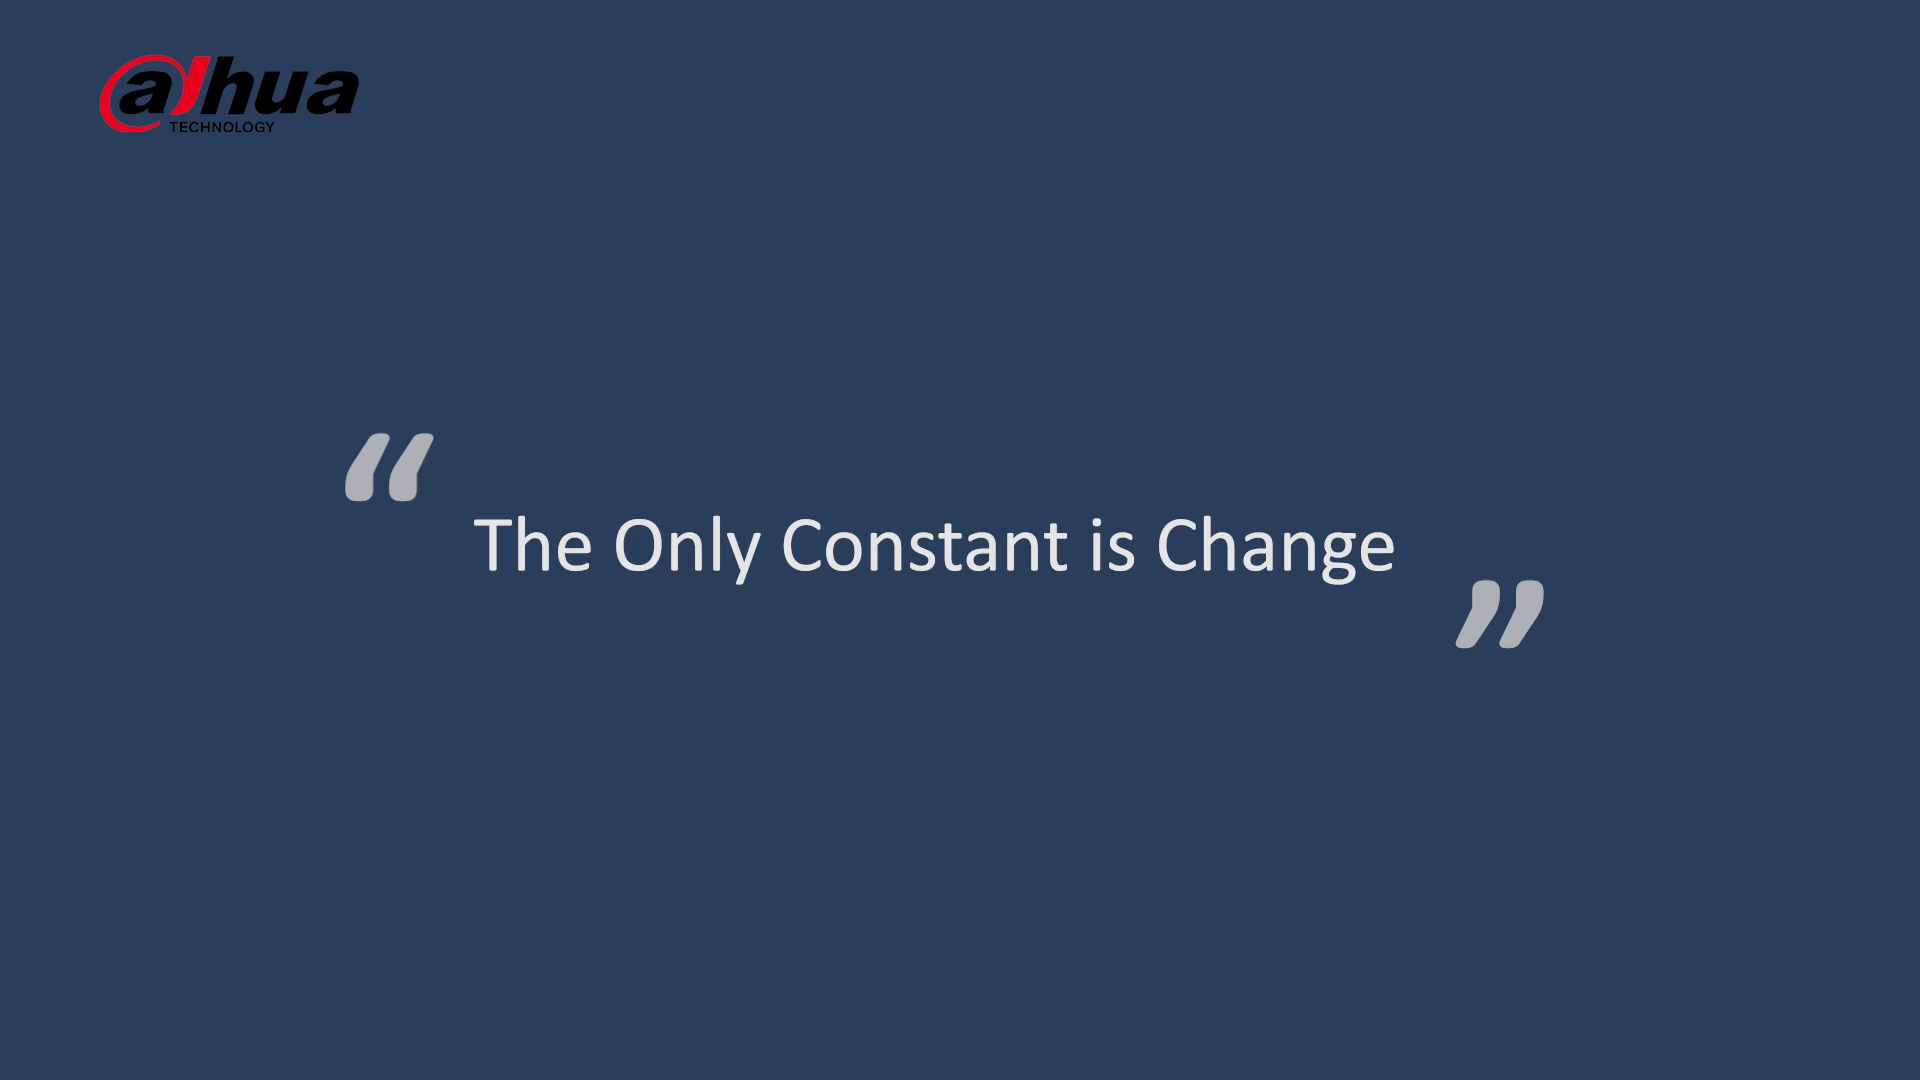 alhua
TECHNOLOGY
“
The Only Constant is Change
”